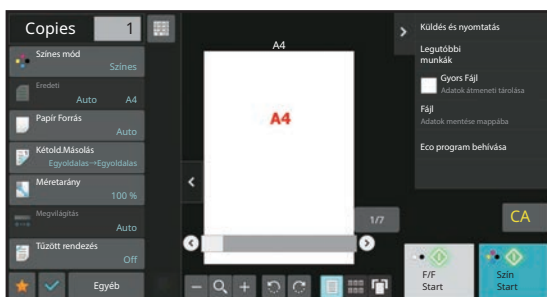 Copies 1
Színes mód
Színes
Eredeti
Auto A4
Papír Forrás
Auto
Kétold.Másolás
Egyoldalas→Egyoldalas
Méretarány
100 %
Megvilágítás
Auto
Tűzött rendezés
Off
Egyéb
A4
A4
1/7
Küldés és nyomtatás
Legutóbbi
munkák
Gyors Fájl
Adatok átmeneti tárolása
Fájl
Adatok mentése mappába
Eco program behívása
CA
F/F
Start
Szín
Start